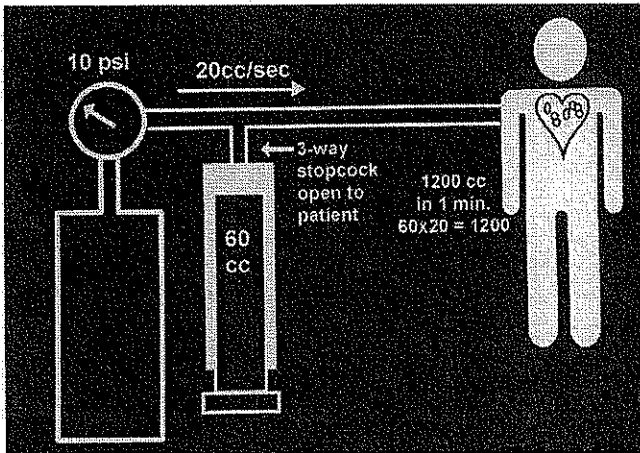 10 psi
20cc/sec
3-way
stopcock
open to
patient
60
cc
1200 cc
in 1 min.
60x20 = 1200